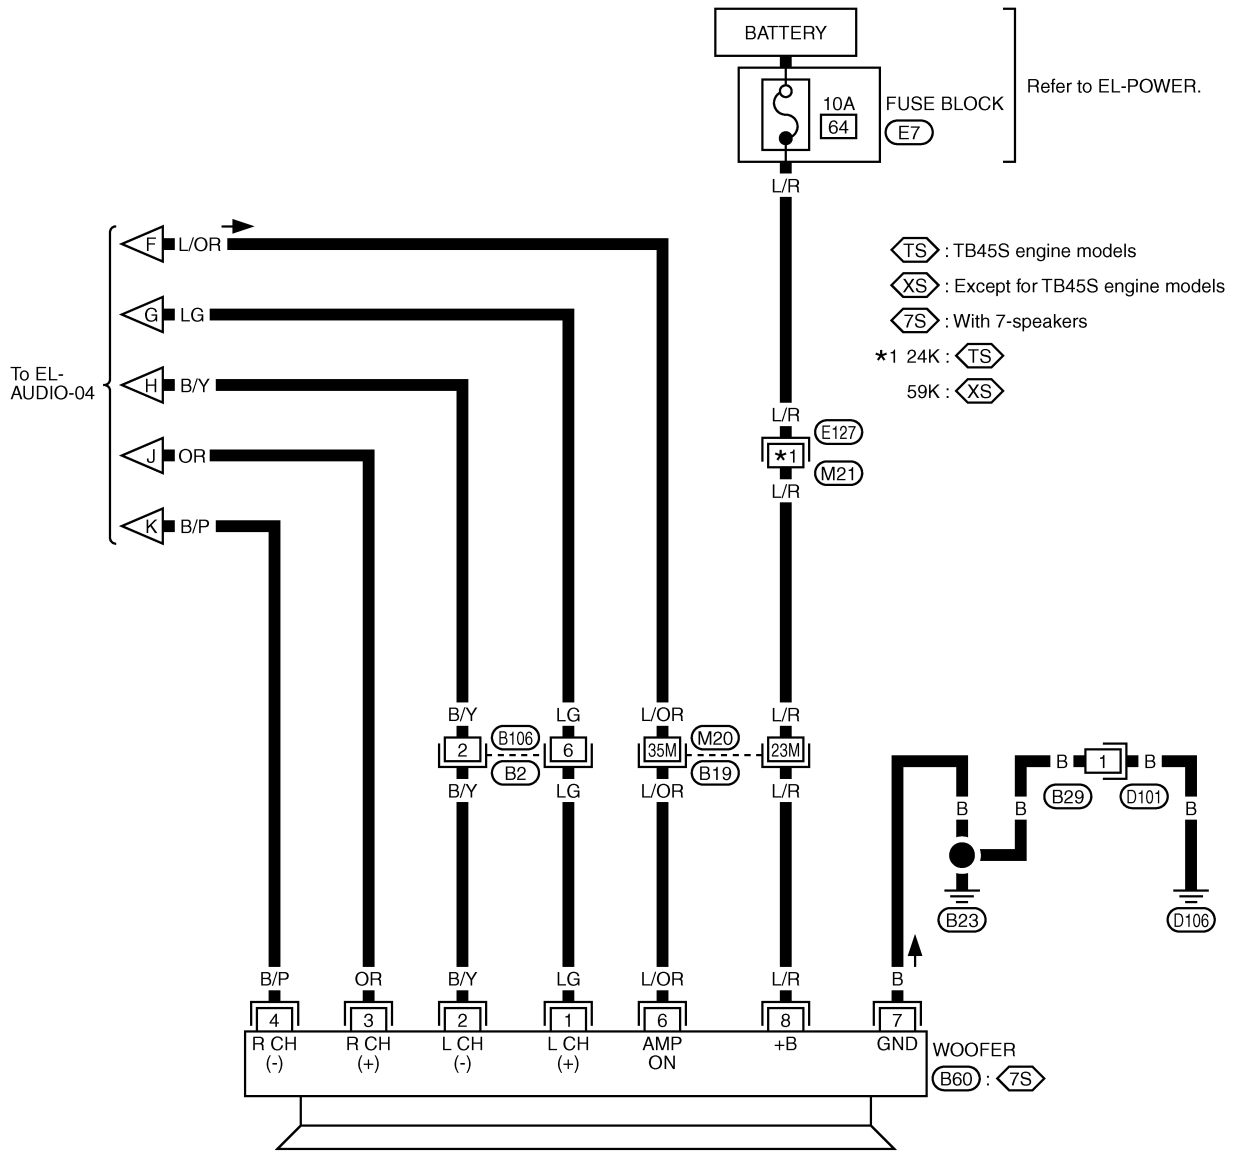 BATTERY
10A
64
FUSE BLOCK
E7
Refer to EL-POWER.
L/R
F L/OR
TS : TB45S engine models
XS : Except for TB45S engine models
7S : With 7-speakers
*1 24K : TS
59K : XS
G LG
To EL-
AUDIO-04
H B/Y
J OR
K B/P
L/R
E127
*1
M21
L/R
B/Y LG L/OR L/R
2 B106 6 35M M20 23M
B2 B19
B/Y LG L/OR L/R
B 1 B
B29 D101
B B B
B23 D106
B/P OR B/Y LG L/OR L/R B
4 3 2 1 6 8 7
R CH R CH L CH L CH AMP +B GND
(-) (+) (-) (+) ON
WOOFER
B60 : 7S